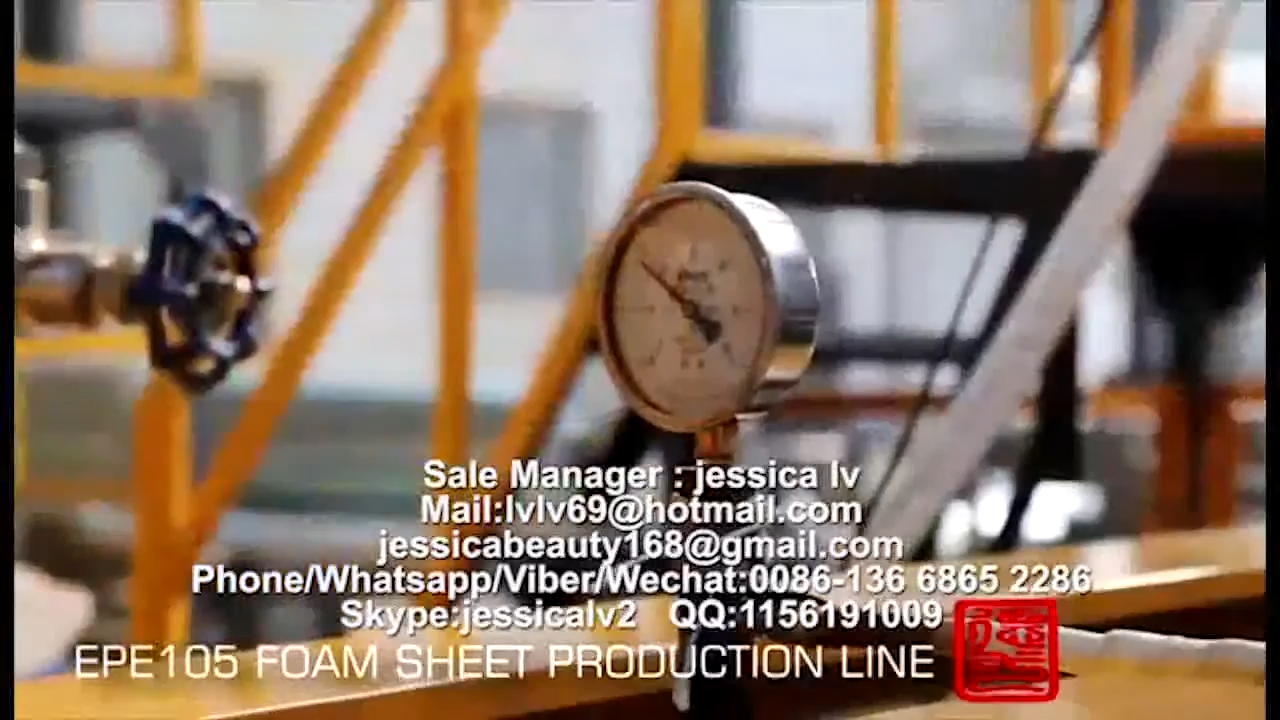 Sale Manager : jessica lv
Mail:lvlv69@hotmail.com
jessicabeauty168@gmail.com
Phone/Whatsapp/Viber/Wechat:0086-136 6865 2286
Skype:jessicalv2 QQ:1156191009
EPE105 FOAM SHEET PRODUCTION LINE